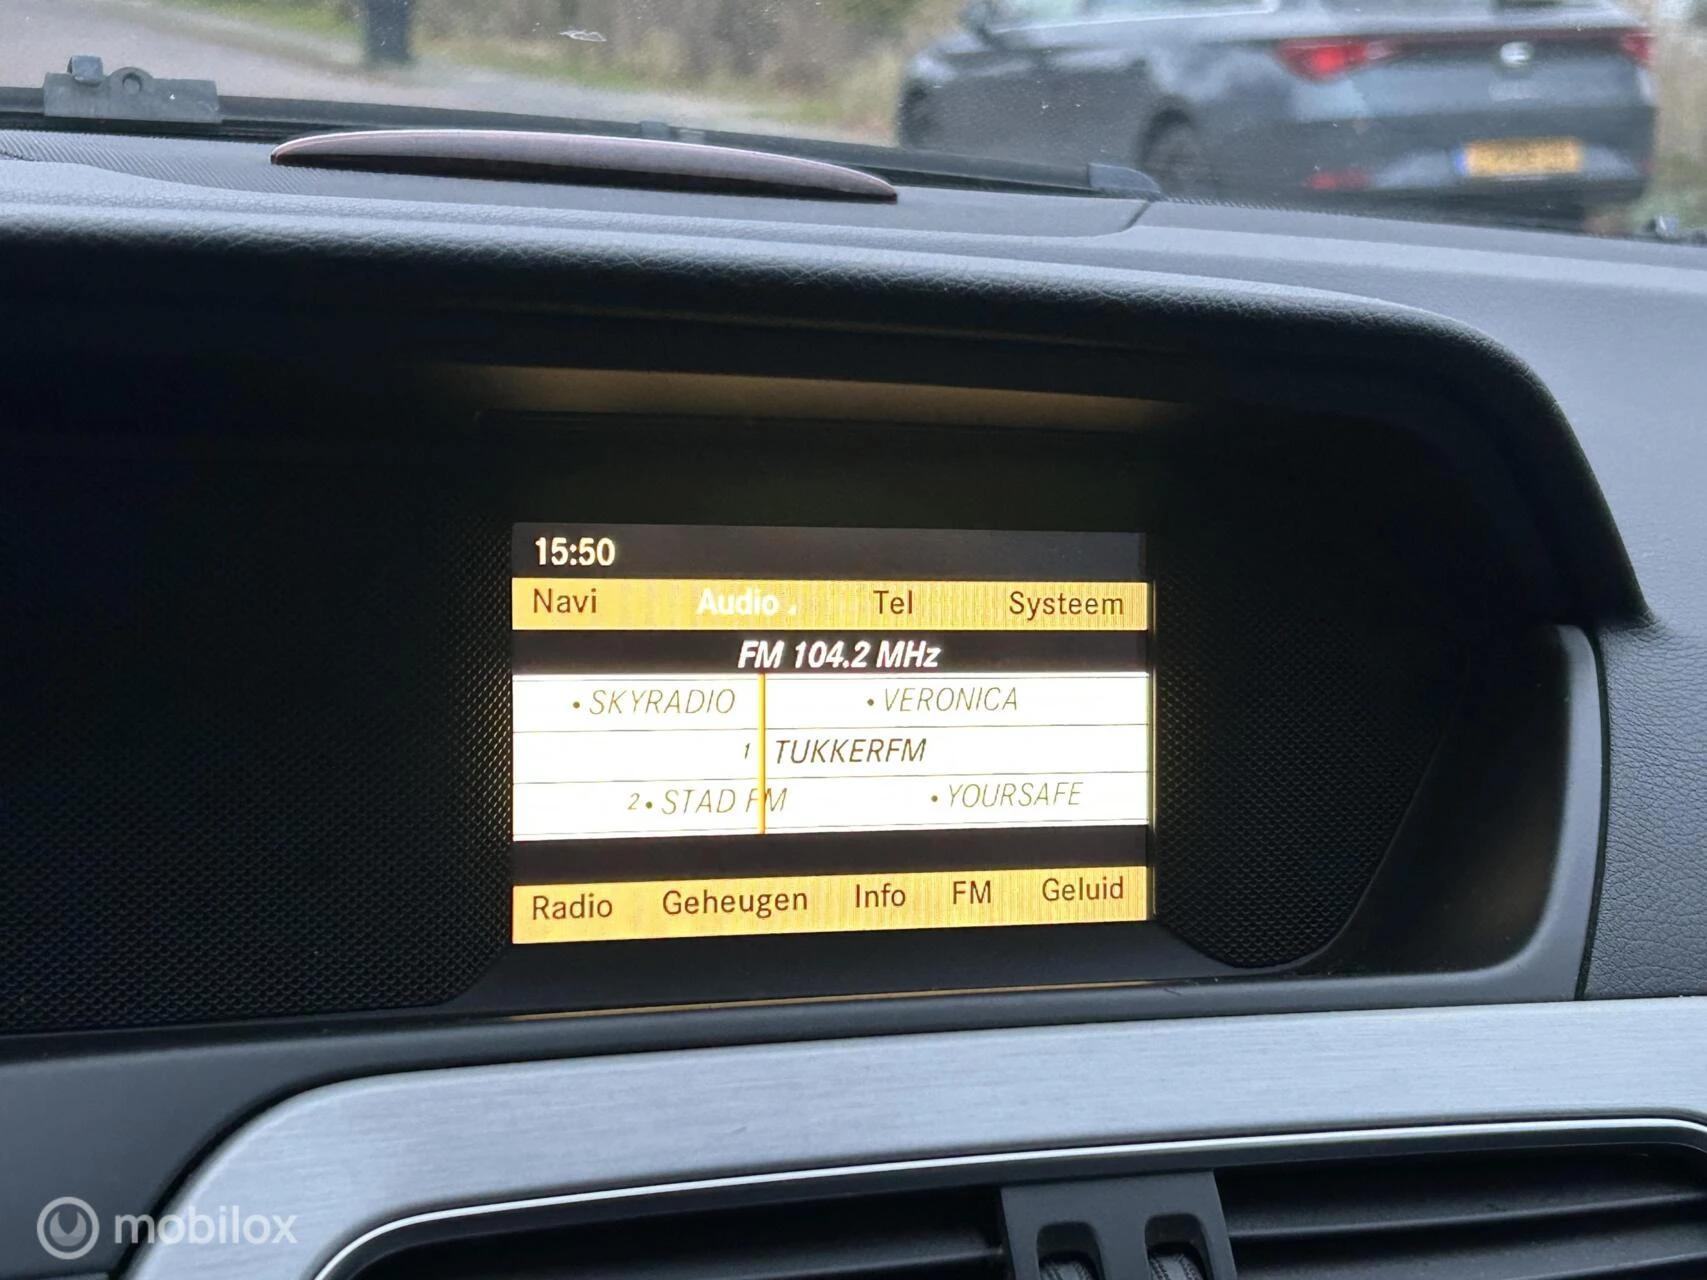 15:50
Navi Audio Tel Systeem
FM 104.2 MHz
• SKYRADIO • VERONICA
1 TUKKERFM
2 • STAD FM • YOURSAFE
Radio Geheugen Info FM Geluid
mobilox